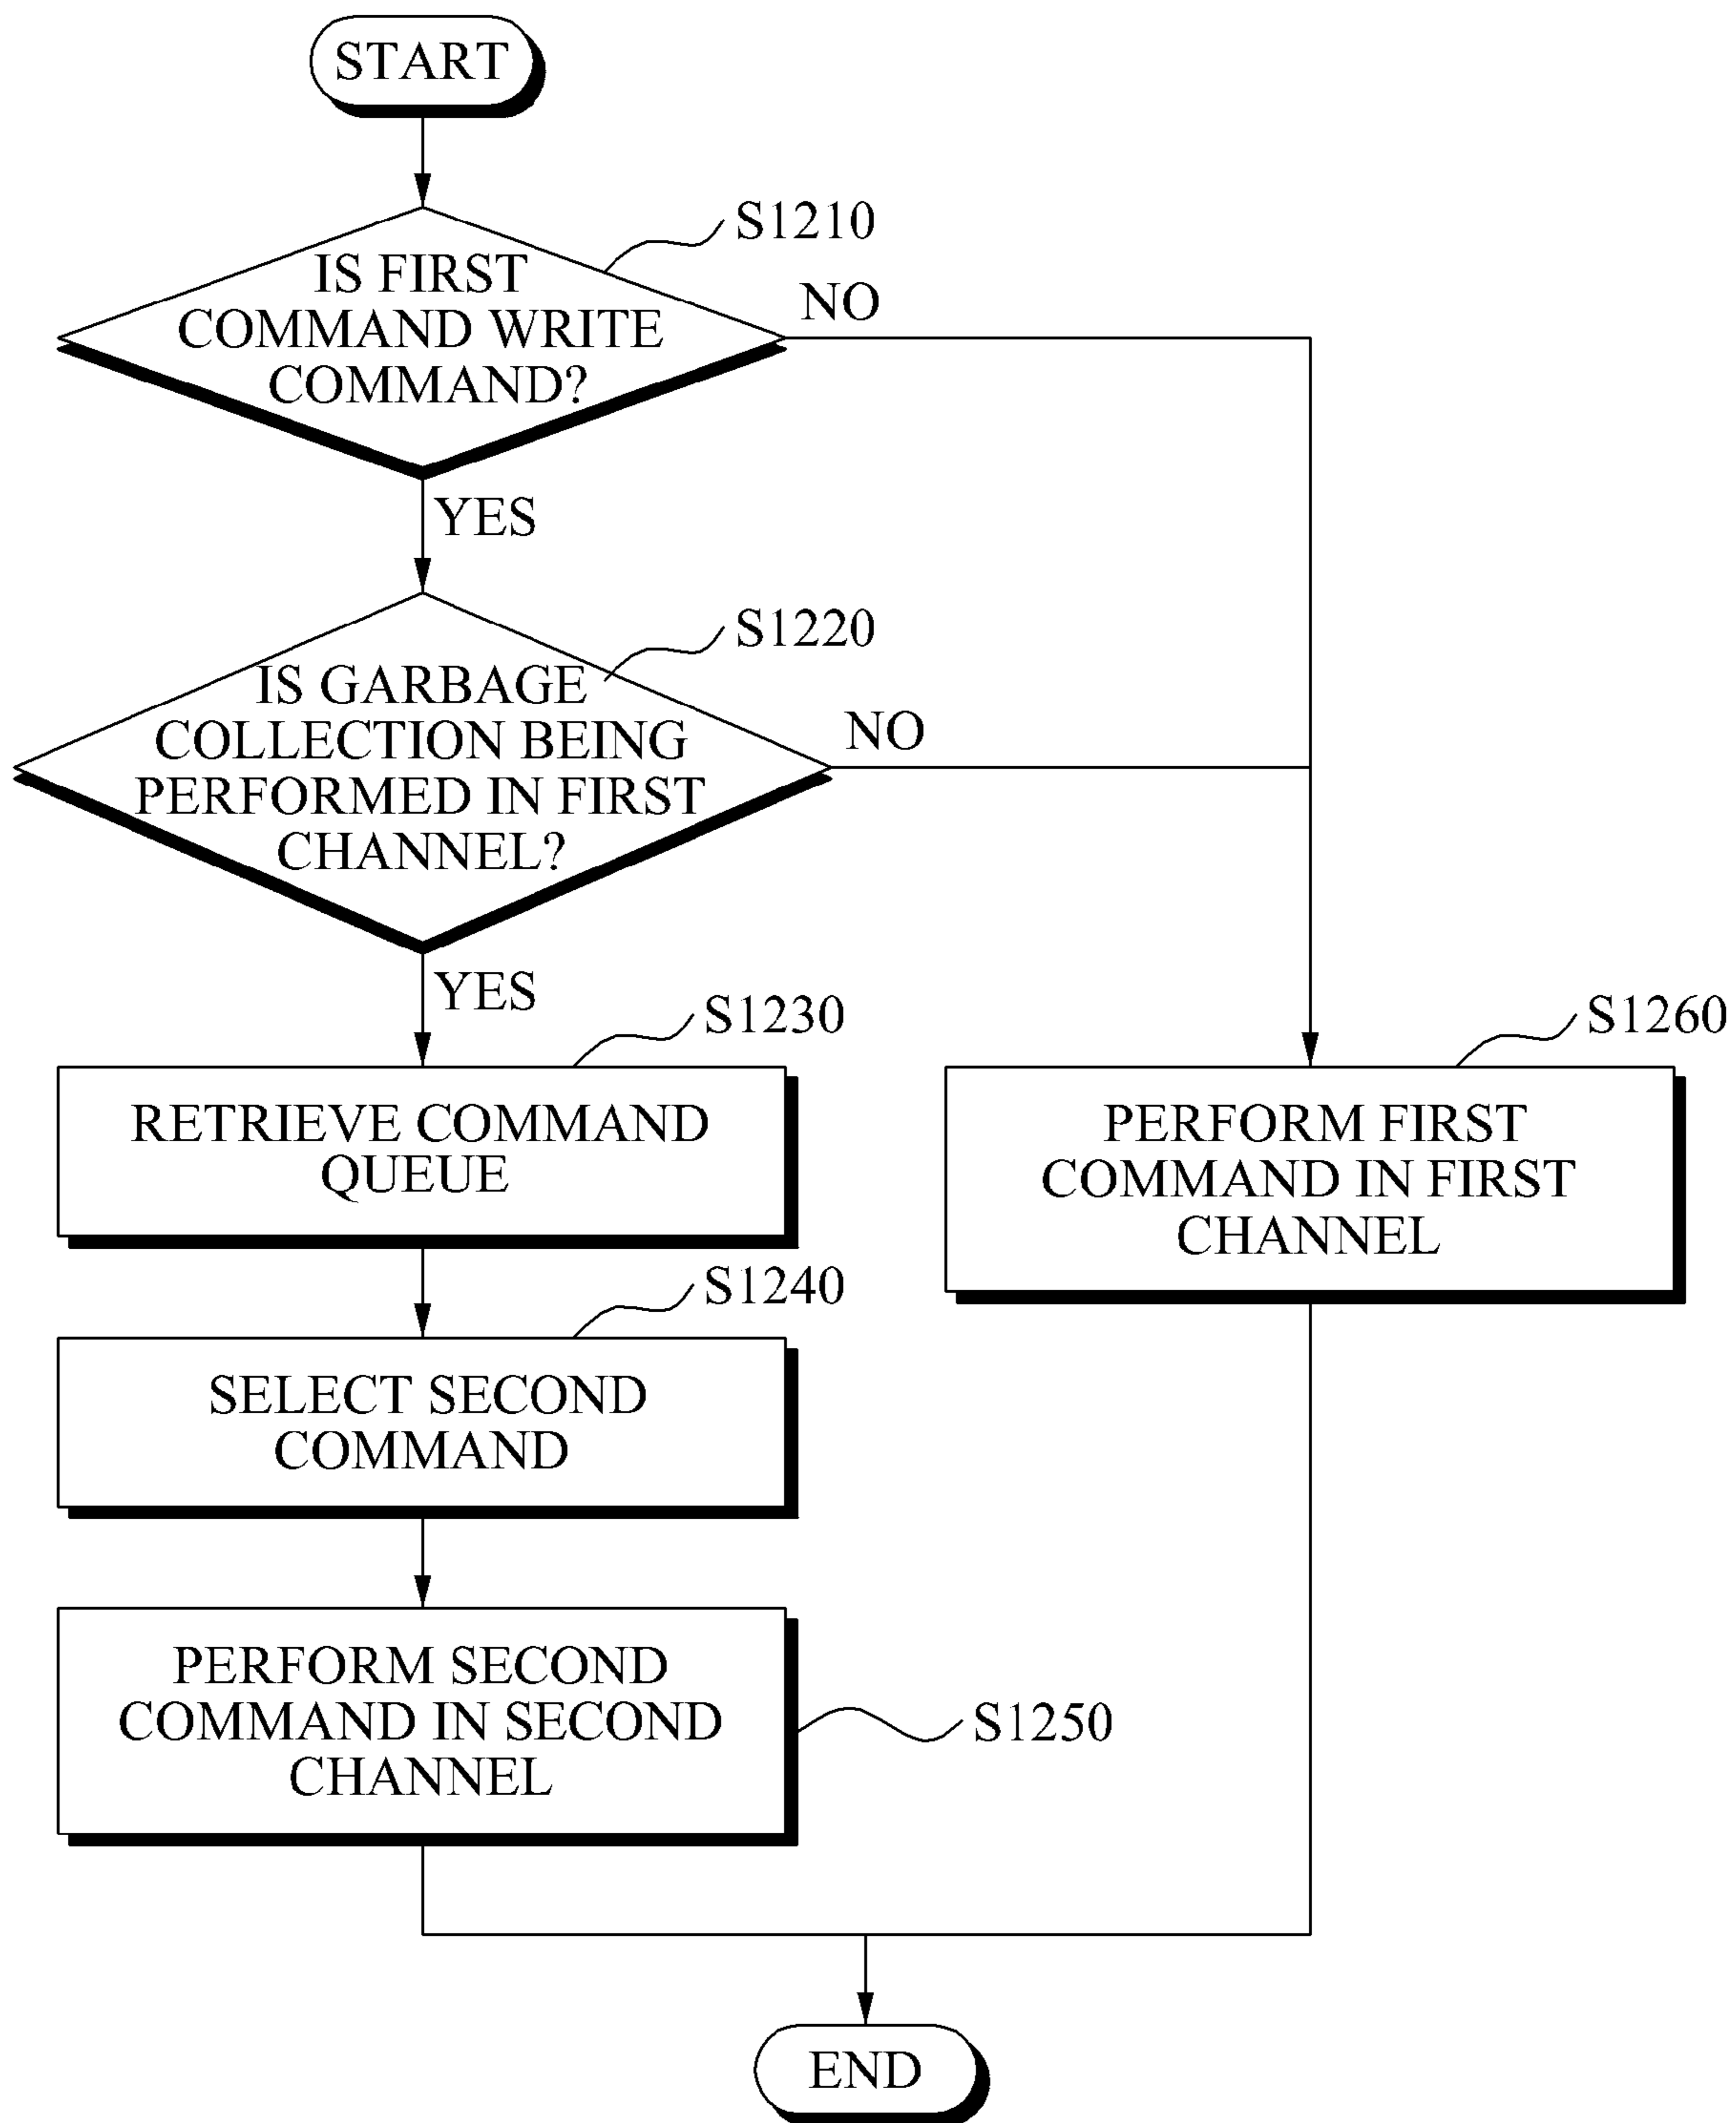 START
S1210
IS FIRST
COMMAND WRITE
COMMAND?
NO
YES
S1220
IS GARBAGE
COLLECTION BEING
PERFORMED IN FIRST
CHANNEL?
NO
YES
S1230
RETRIEVE COMMAND
QUEUE
S1260
PERFORM FIRST
COMMAND IN FIRST
CHANNEL
S1240
SELECT SECOND
COMMAND
PERFORM SECOND
COMMAND IN SECOND
CHANNEL
S1250
END